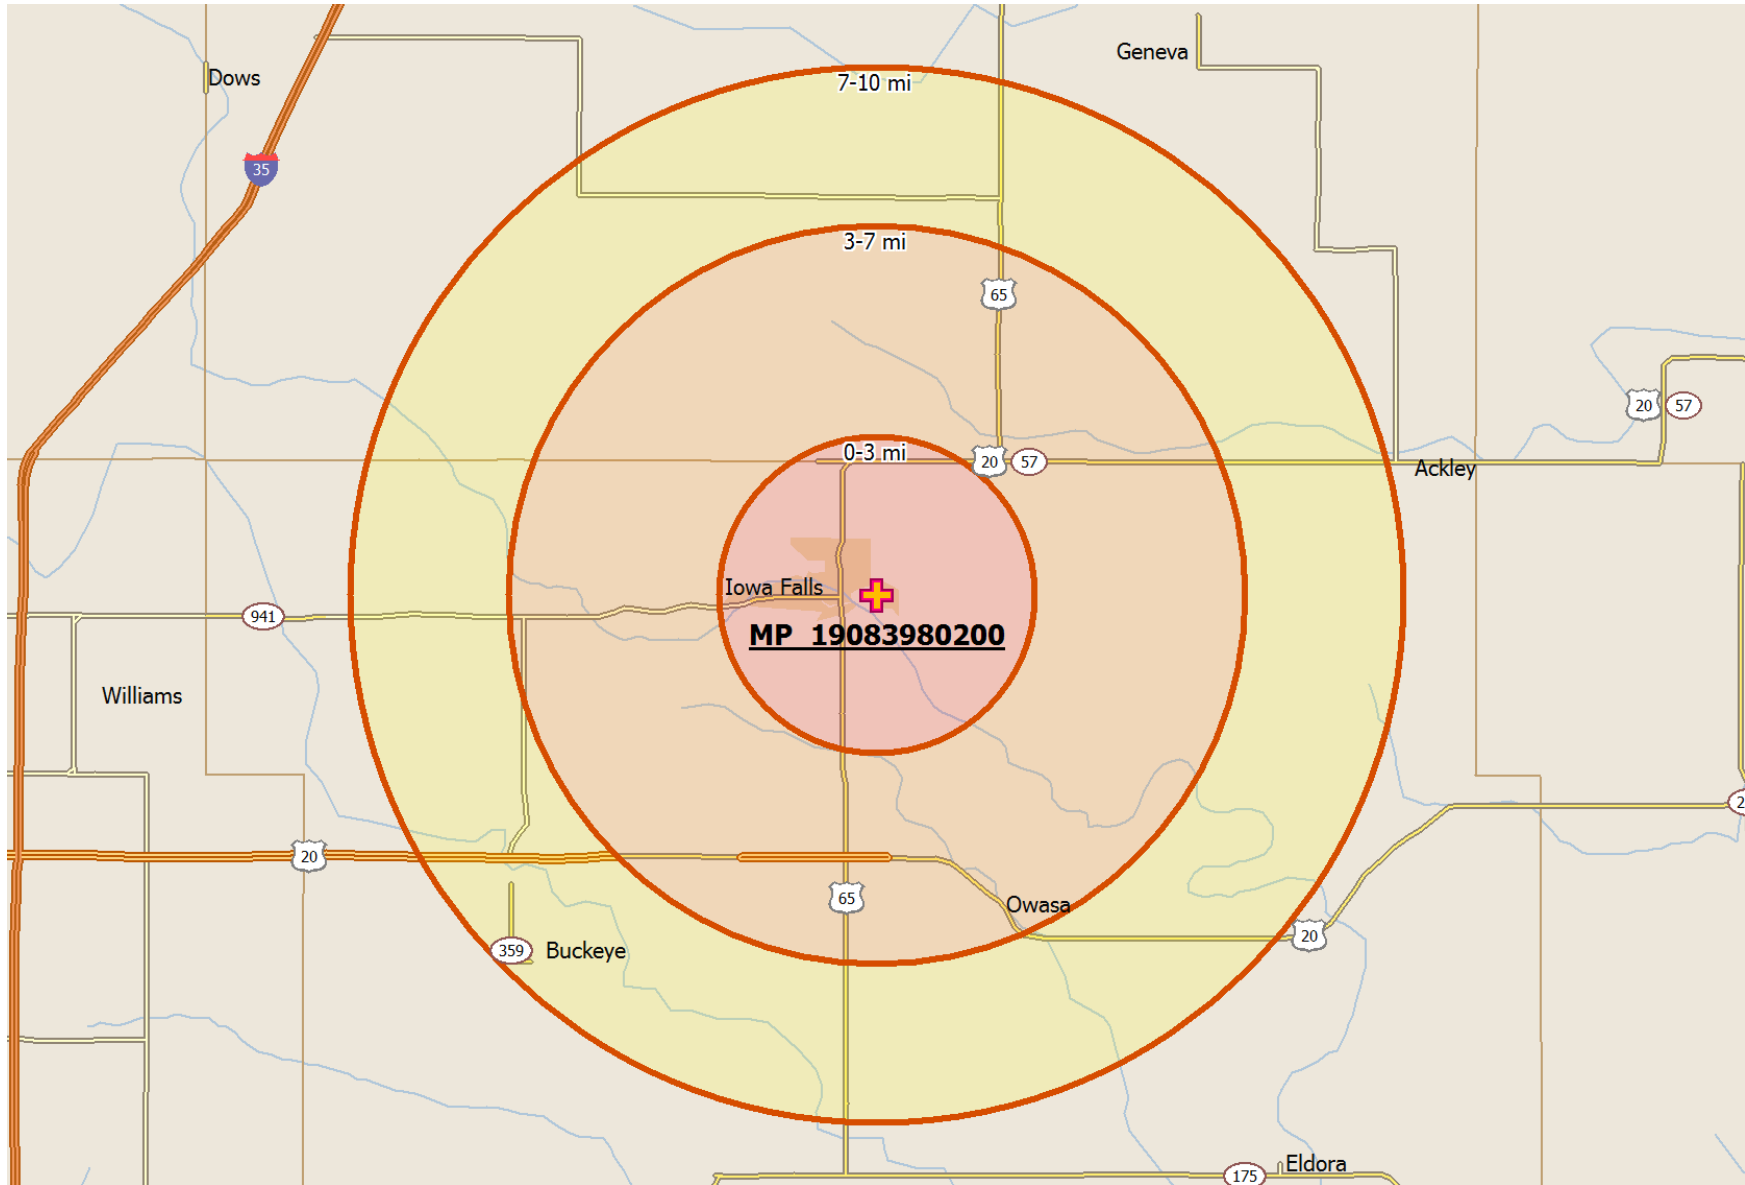 Geneva
Dows
7-10 mi
35
3-7 mi
65
20
57
0-3 mi
20
57
Ackley
Iowa Falls
941
MP 19083980200
Williams
2
20
65
Owasa
20
359
Buckeye
Eldora
175